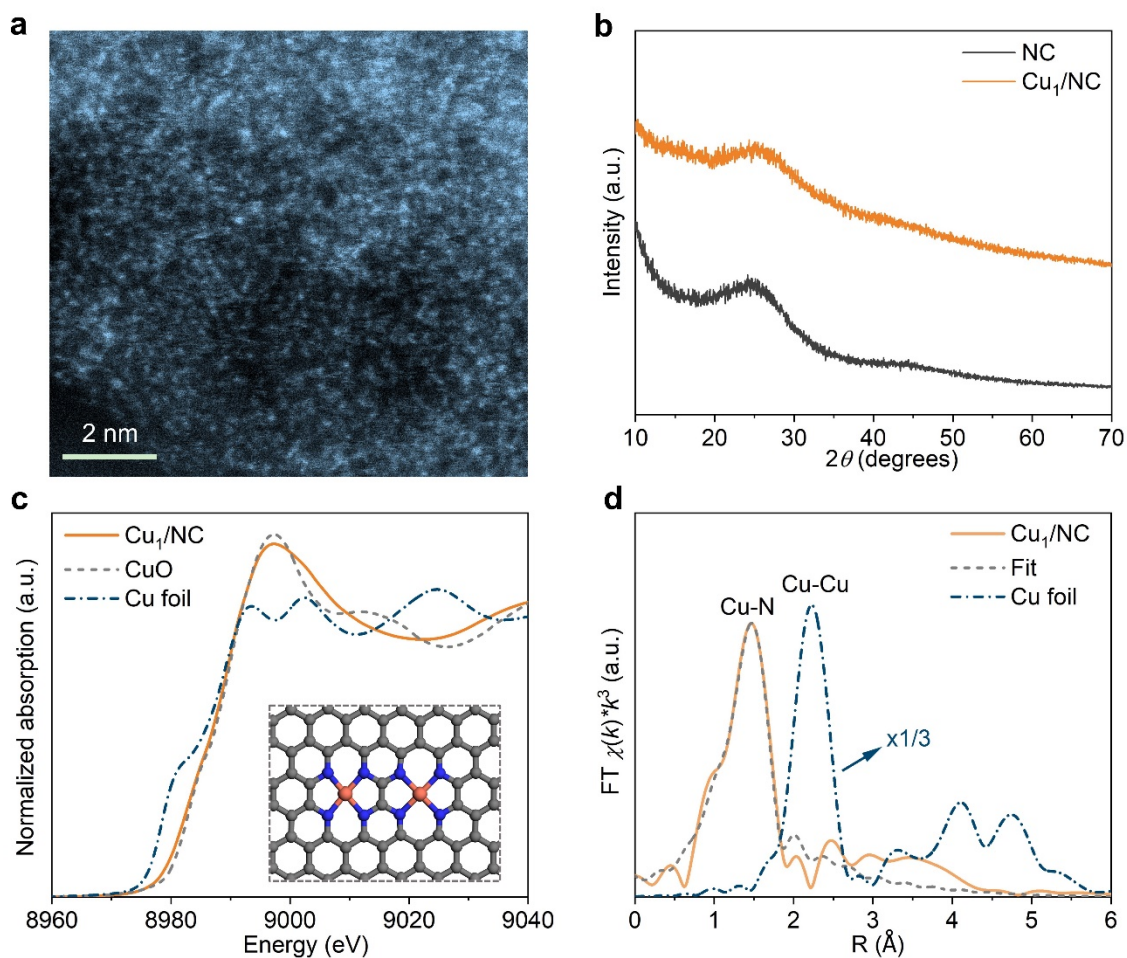 a
2 nm
b
NC
Cu₁/NC
Intensity (a.u.)
10 20 30 40 50 60 70
2θ (degrees)
c
Cu₁/NC
CuO
Cu foil
Normalized absorption (a.u.)
8960 8980 9000 9020 9040
Energy (eV)
d
Cu₁/NC
Fit
Cu foil
Cu-N
Cu-Cu
x1/3
FT χ(k)*k³ (a.u.)
0 1 2 3 4 5 6
R (Å)